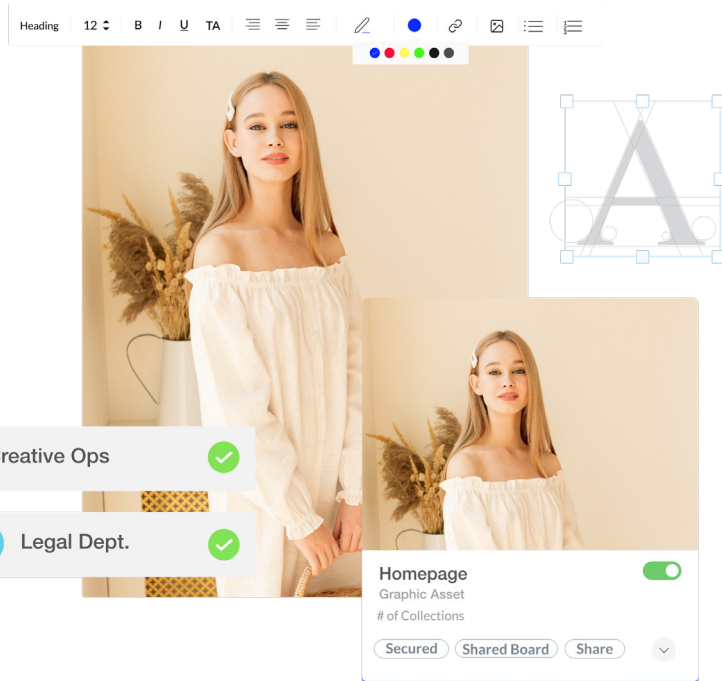 Heading 12 B I U TA
A
reative Ops
Legal Dept.
Homepage
Graphic Asset
# of Collections
Secured Shared Board Share